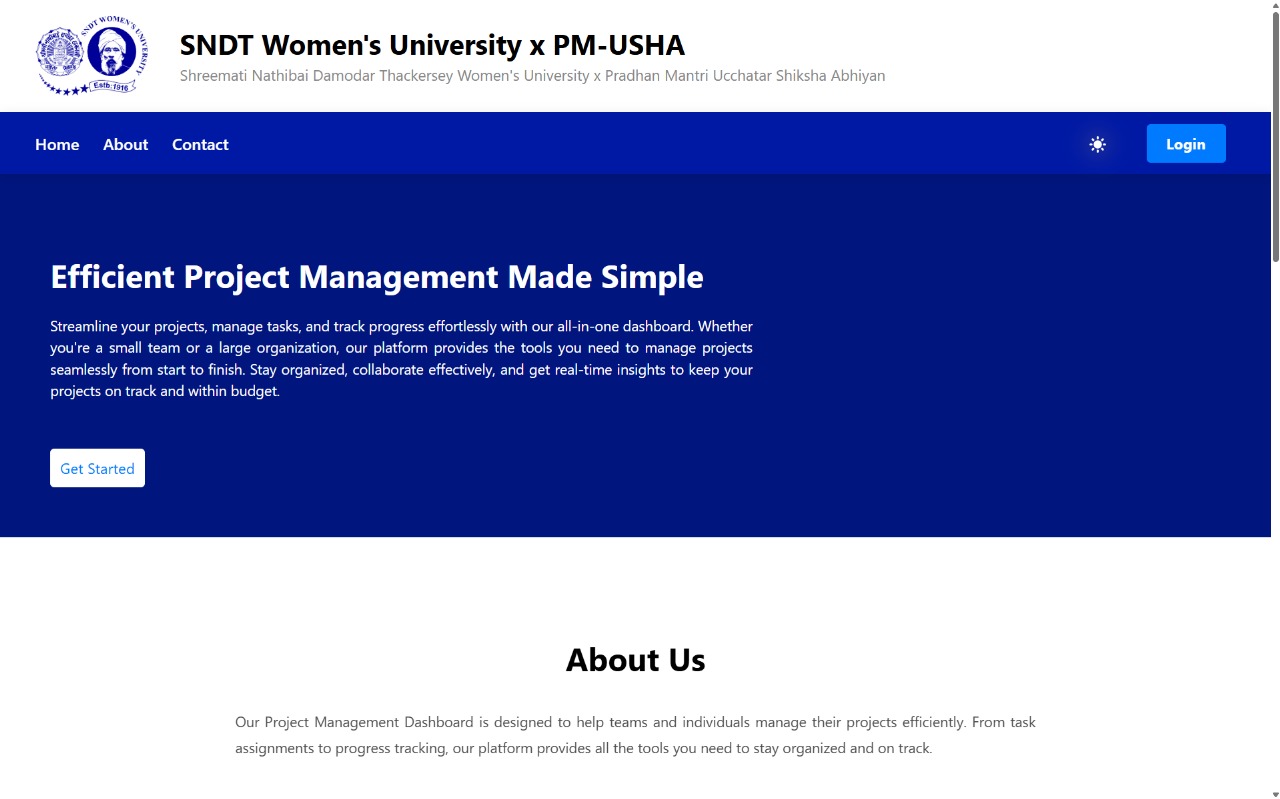 SNDT WOMEN'S UNIVERSITY
Estb:1916
SNDT Women's University x PM-USHA
Shreemati Nathibai Damodar Thackersey Women's University x Pradhan Mantri Ucchatar Shiksha Abhiyan
Home About Contact Login
Efficient Project Management Made Simple
Streamline your projects, manage tasks, and track progress effortlessly with our all-in-one dashboard. Whether
you're a small team or a large organization, our platform provides the tools you need to manage projects
seamlessly from start to finish. Stay organized, collaborate effectively, and get real-time insights to keep your
projects on track and within budget.
Get Started
About Us
Our Project Management Dashboard is designed to help teams and individuals manage their projects efficiently. From task
assignments to progress tracking, our platform provides all the tools you need to stay organized and on track.